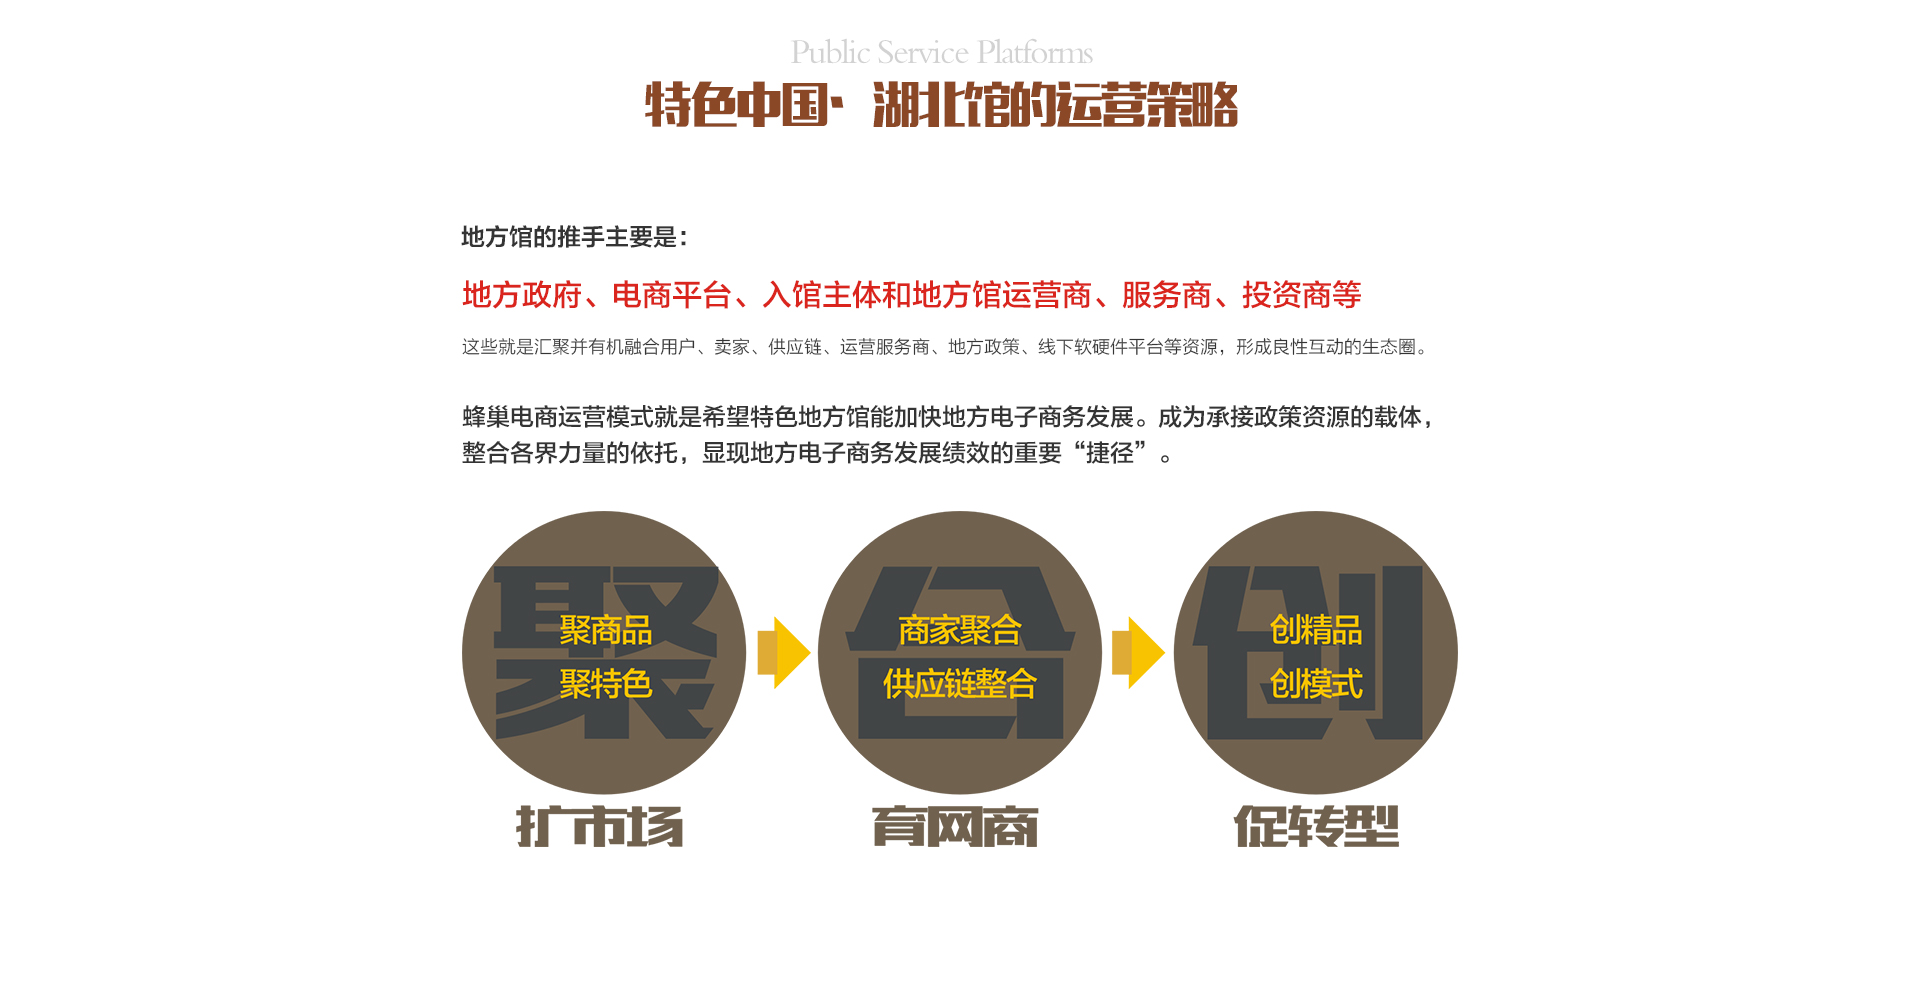 Public Service Platforms
特色中国·湖北馆的运营策略
地方馆的推手主要是：
地方政府、电商平台、入馆主体和地方馆运营商、服务商、投资商等
这些就是汇聚并有机融合用户、卖家、供应链、运营服务商、地方政策、线下软硬件平台等资源，形成良性互动的生态圈。
蜂巢电商运营模式就是希望特色地方馆能加快地方电子商务发展。成为承接政策资源的载体，
整合各界力量的依托，显现地方电子商务发展绩效的重要“捷径”。
聚
聚商品
聚特色
扩市场
合
商家聚合
供应链整合
育网商
创
创精品
创模式
促转型